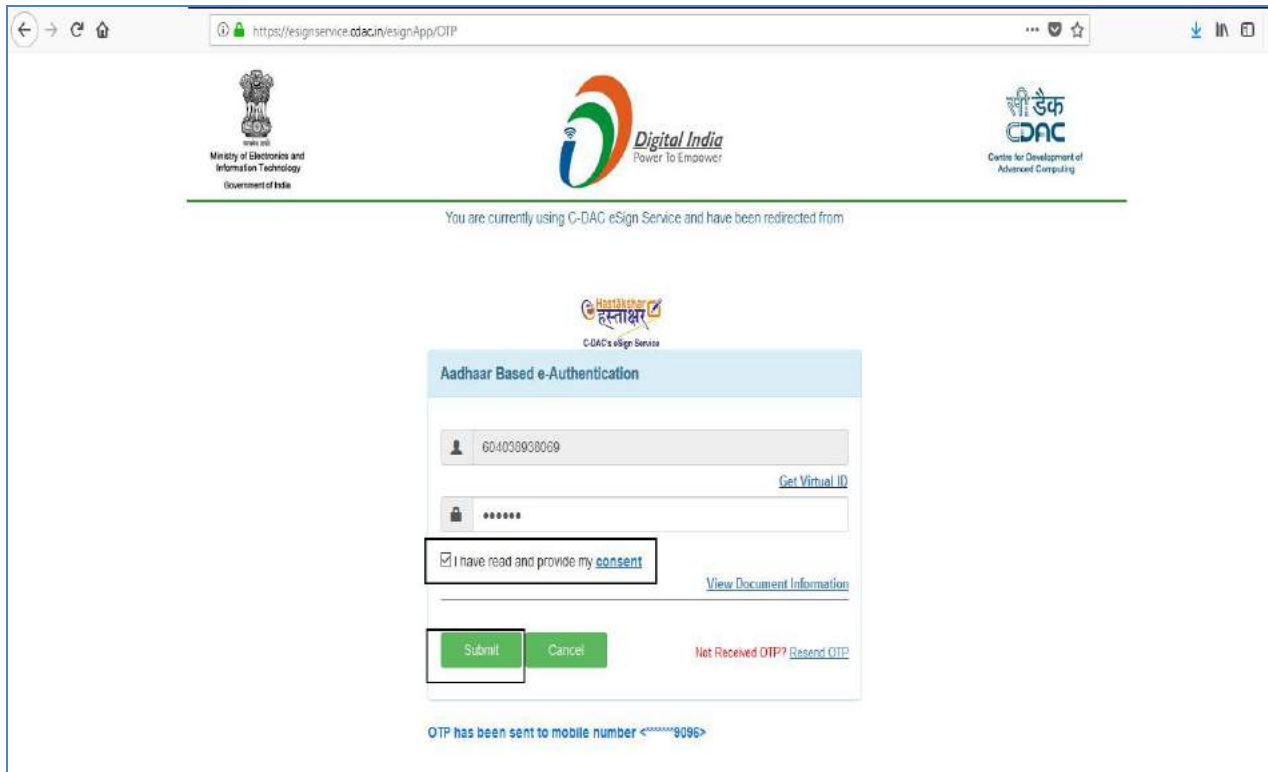 https://esignservice.cdac.in/esignApp/OTP
Ministry of Electronics and
Information Technology
Government of India
Digital India
Power To Empower
सी डैक
CDAC
Centre for Development of
Advanced Computing
You are currently using C-DAC eSign Service and have been redirected from
e Hastakshar
हस्ताक्षर
C-DAC's eSign Service
Aadhaar Based e-Authentication
604038938069
Get Virtual ID
••••••
I have read and provide my consent
View Document Information
Submit Cancel Not Received OTP? Resend OTP
OTP has been sent to mobile number <*******9096>